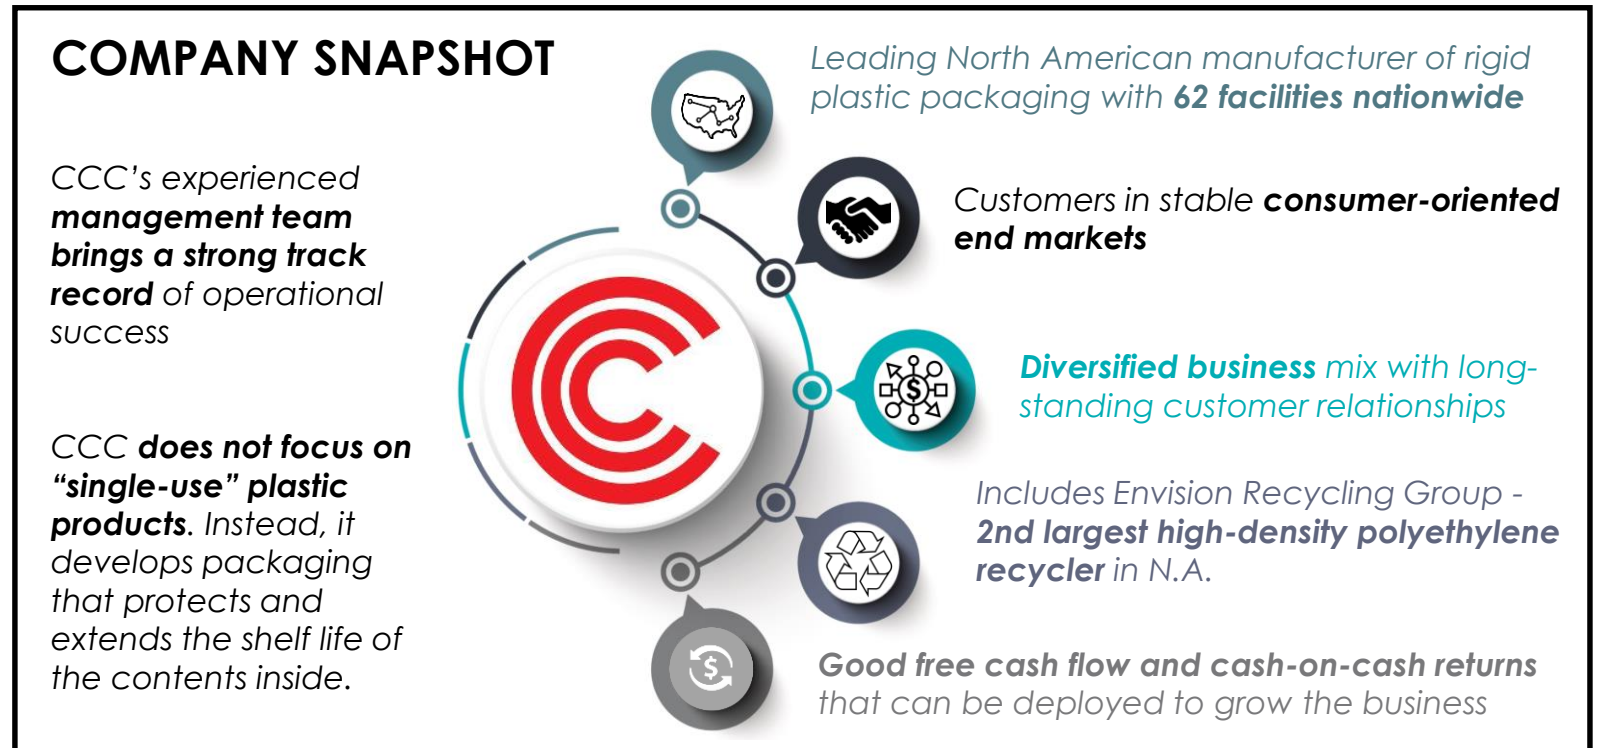 COMPANY SNAPSHOT
CCC’s experienced
management team
brings a strong track
record of operational
success
CCC does not focus on
“single-use” plastic
products. Instead, it
develops packaging
that protects and
extends the shelf life of
the contents inside.
Leading North American manufacturer of rigid
plastic packaging with 62 facilities nationwide
Customers in stable consumer-oriented
end markets
$
Diversified business mix with long-
standing customer relationships
Includes Envision Recycling Group -
2nd largest high-density polyethylene
recycler in N.A.
$
Good free cash flow and cash-on-cash returns
that can be deployed to grow the business